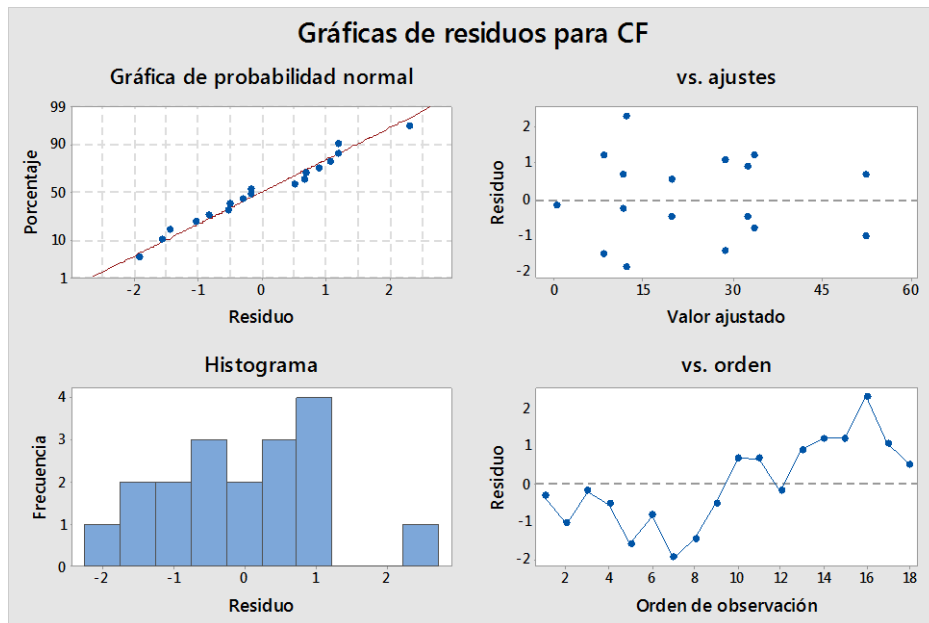 Gráficas de residuos para CF
Gráfica de probabilidad normal
99
90
50
10
1
Porcentaje
-2 -1 0 1 2
Residuo
vs. ajustes
2
1
0
-1
-2
Residuo
0 15 30 45 60
Valor ajustado
Histograma
4
3
2
1
0
Frecuencia
-2 -1 0 1 2
Residuo
vs. orden
2
1
0
-1
-2
Residuo
2 4 6 8 10 12 14 16 18
Orden de observación